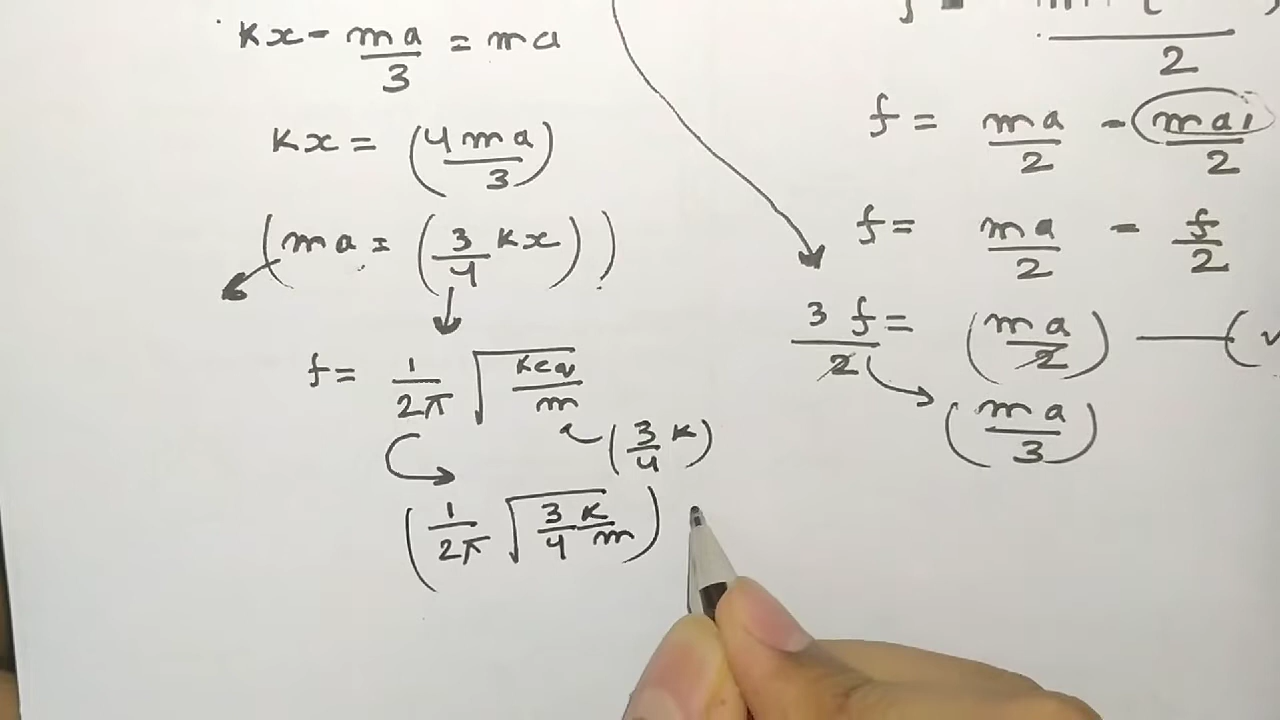 kx - ma/3 = ma
kx = (4ma/3)
(ma = (3/4 kx))
f = 1/2π √(keq/m)
(3/4 k)
(1/2π √(3/4 k/m))
2
f = ma/2 - ma1/2
f = ma/2 - f/2
3f/2 = (ma/2)
(ma/3)